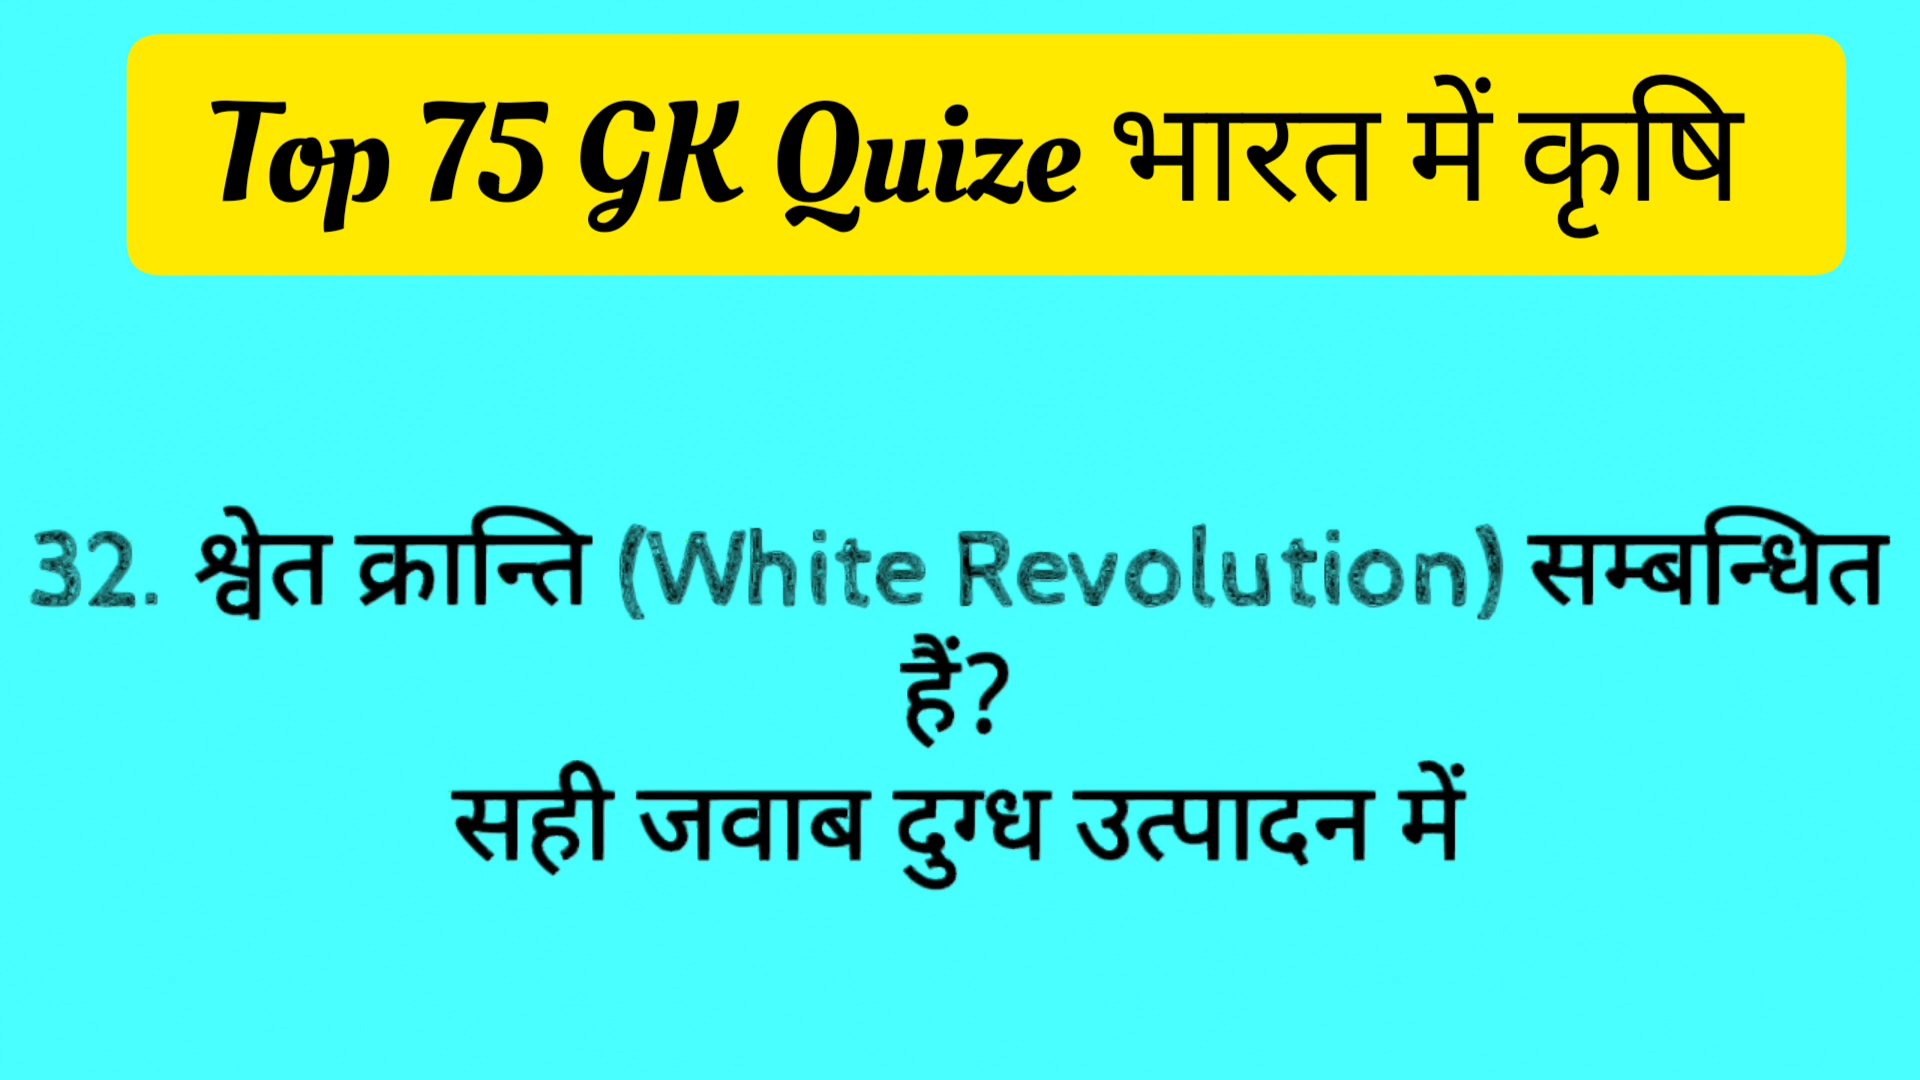 Top 75 GK Quize भारत में कृषि
32. श्वेत क्रान्ति (White Revolution) सम्बन्धित
हैं?
सही जवाब दुग्ध उत्पादन में